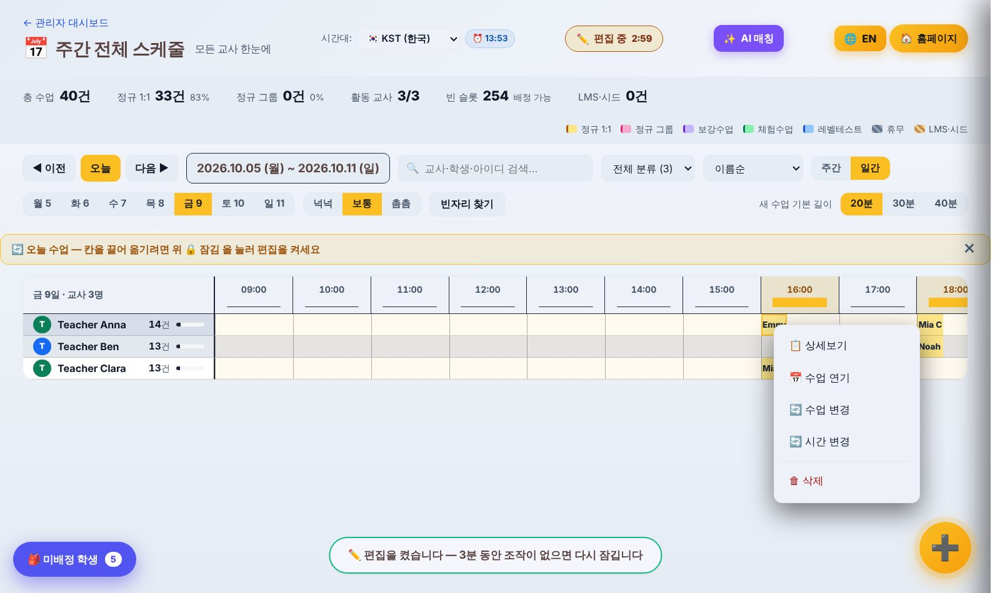 ← 관리자 대시보드
📅 주간 전체 스케줄 모든 교사 한눈에
시간대: 🇰🇷 KST (한국) ⏰ 13:53
✏️ 편집 중 2:59
✨ AI 매칭
🌐 EN
🏠 홈페이지
총 수업 40건
정규 1:1 33건 83%
정규 그룹 0건 0%
활동 교사 3/3
빈 슬롯 254 배정 가능
LMS·시드 0건
정규 1:1 정규 그룹 보강수업 체험수업 레벨테스트 휴무 LMS·시드
◀ 이전 오늘 다음 ▶ 2026.10.05 (월) ~ 2026.10.11 (일) 🔍 교사·학생·아이디 검색... 전체 분류 (3) 이름순 주간 일간
월 5 화 6 수 7 목 8 금 9 토 10 일 11 넉넉 보통 촘촘 빈자리 찾기 새 수업 기본 길이 20분 30분 40분
🔄 오늘 수업 — 칸을 끌어 옮기려면 위 🔒 잠김 을 눌러 편집을 켜세요 ✕
금 9일 · 교사 3명 09:00 10:00 11:00 12:00 13:00 14:00 15:00 16:00 17:00 18:00
T Teacher Anna 14건 Mia C
T Teacher Ben 13건 Noah
T Teacher Clara 13건
📋 상세보기
📅 수업 연기
🔄 수업 변경
🔄 시간 변경
🗑 삭제
🎒 미배정 학생 5
✏️ 편집을 켰습니다 — 3분 동안 조작이 없으면 다시 잠깁니다
➕